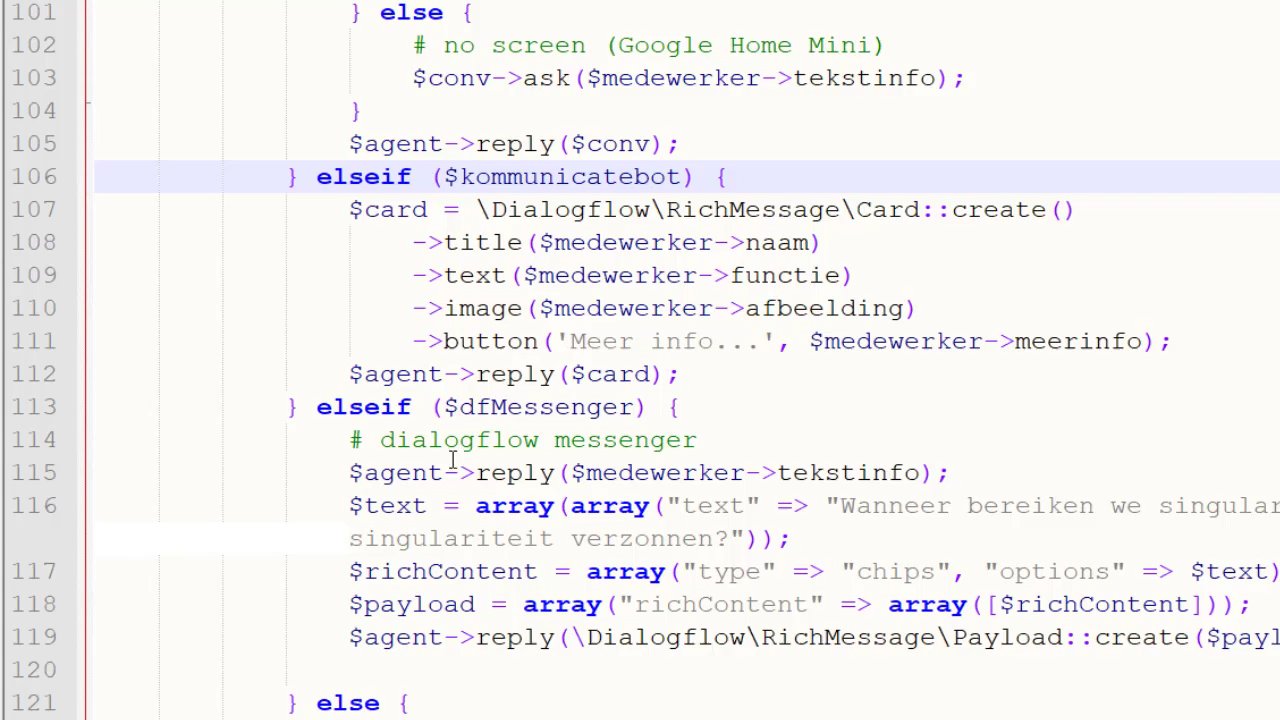 101 } else {
102 # no screen (Google Home Mini)
103 $conv->ask($medewerker->tekstinfo);
104 }
105 $agent->reply($conv);
106 } elseif ($kommunicatebot) {
107 $card = \Dialogflow\RichMessage\Card::create()
108 ->title($medewerker->naam)
109 ->text($medewerker->functie)
110 ->image($medewerker->afbeelding)
111 ->button('Meer info...', $medewerker->meerinfo);
112 $agent->reply($card);
113 } elseif ($dfMessenger) {
114 # dialogflow messenger
115 $agent->reply($medewerker->tekstinfo);
116 $text = array(array("text" => "Wanneer bereiken we singular
singulariteit verzonnen?"));
117 $richContent = array("type" => "chips", "options" => $text)
118 $payload = array("richContent" => array([$richContent]));
119 $agent->reply(\Dialogflow\RichMessage\Payload::create($payl
120
121 } else {